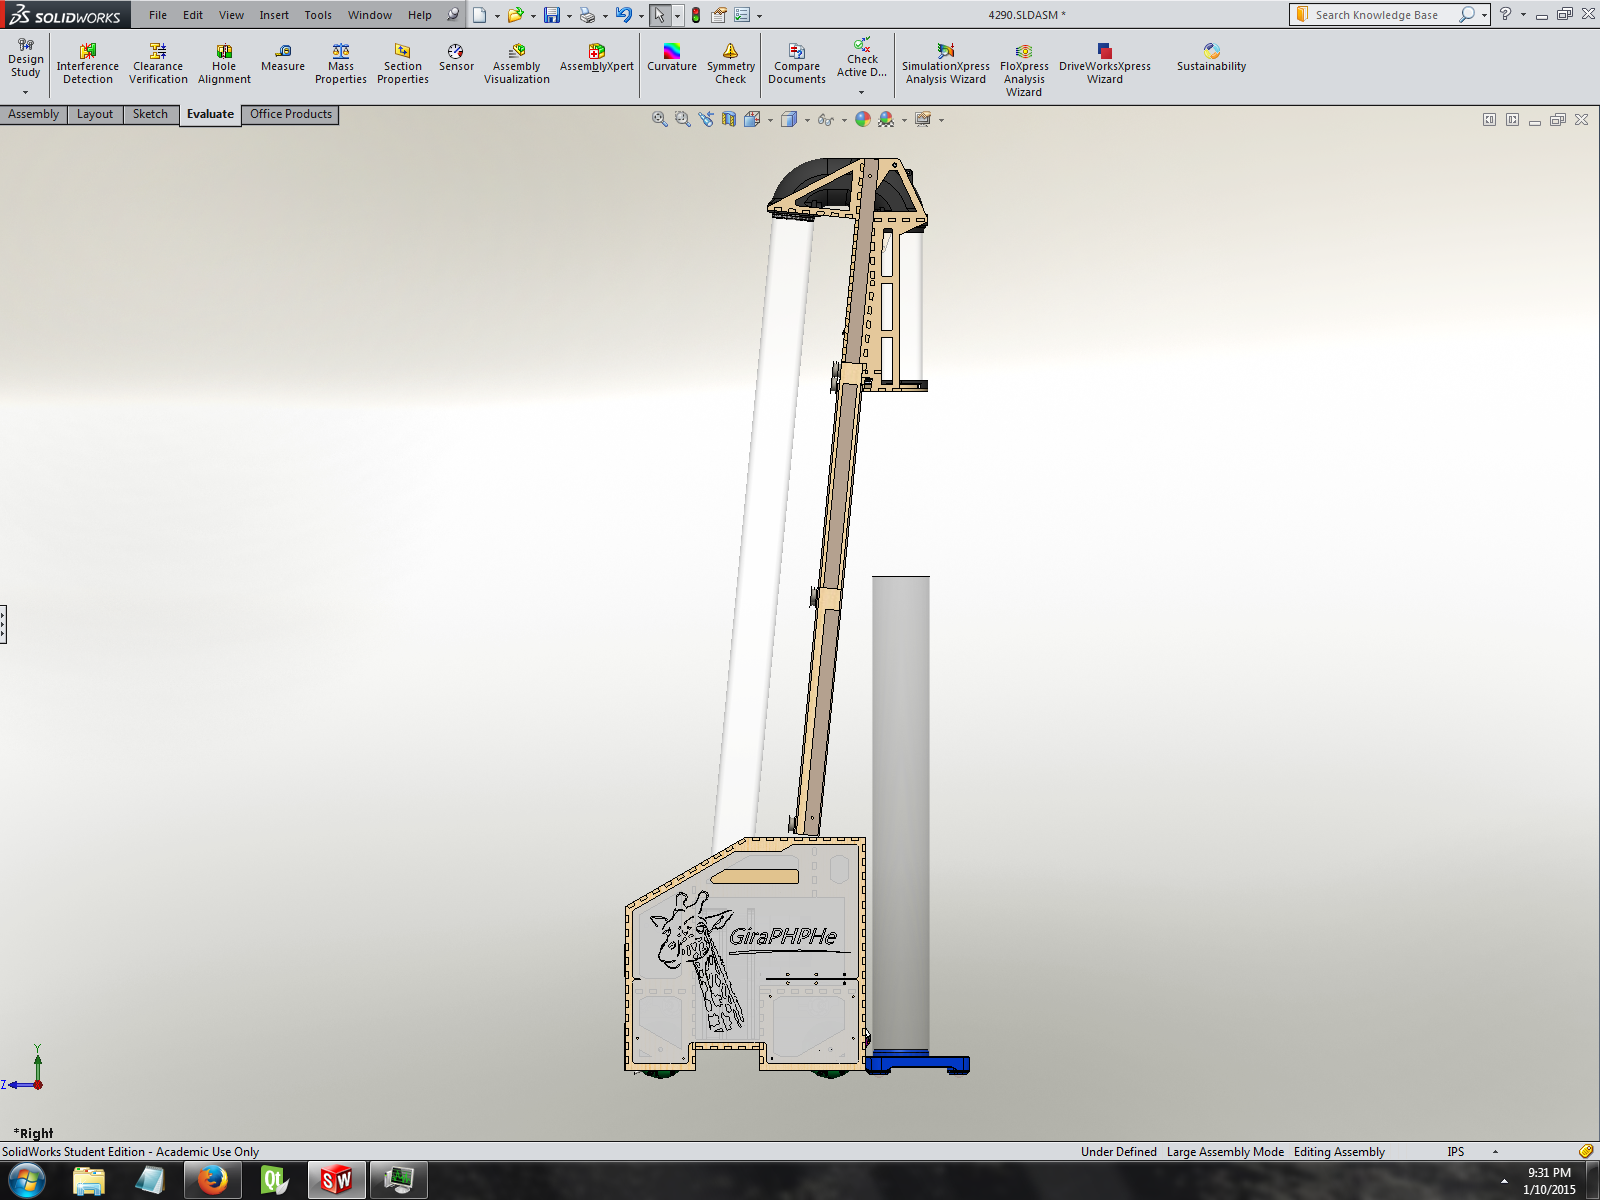 SOLIDWORKS File Edit View Insert Tools Window Help 4290.SLDASM * Search Knowledge Base ?
Design Study
Interference Detection
Clearance Verification
Hole Alignment
Measure
Mass Properties
Section Properties
Sensor
Assembly Visualization
AssemblyXpert
Curvature
Symmetry Check
Compare Documents
Check Active D...
SimulationXpress Analysis Wizard
FloXpress Analysis Wizard
DriveWorksXpress Wizard
Sustainability
Assembly Layout Sketch Evaluate Office Products
GiraPHPHe
Y
Z
*Right
SolidWorks Student Edition - Academic Use Only Under Defined Large Assembly Mode Editing Assembly IPS
Qt SW
9:31 PM
1/10/2015